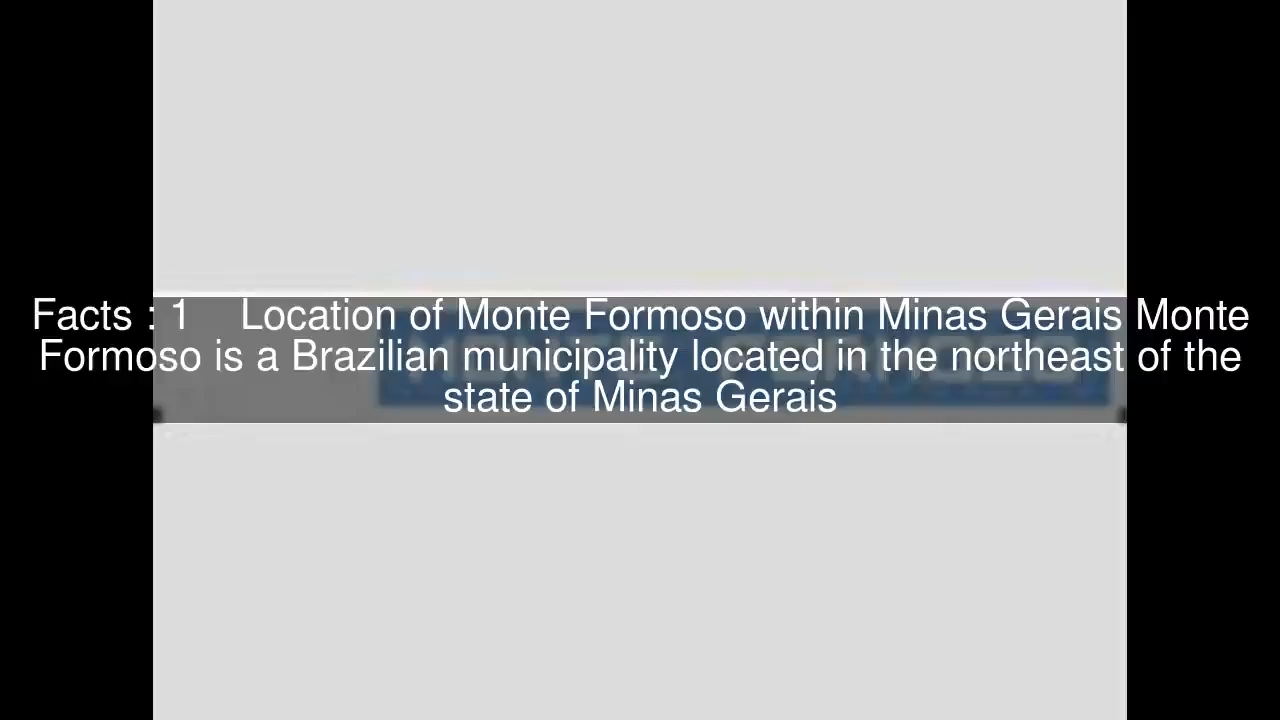 Facts : 1 Location of Monte Formoso within Minas Gerais Monte
Formoso is a Brazilian municipality located in the northeast of the
state of Minas Gerais